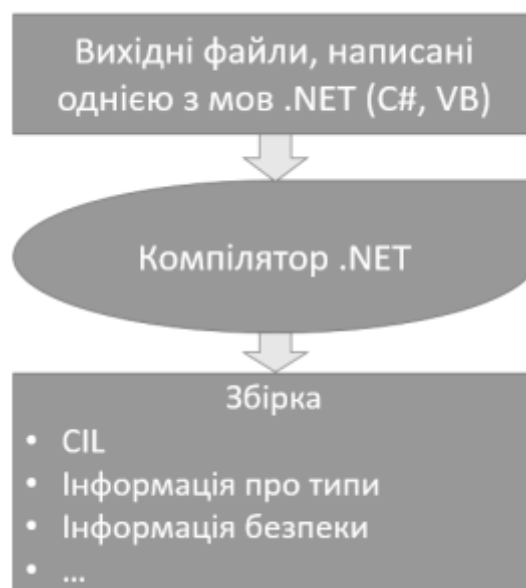 Вихідні файли, написані
однією з мов .NET (C#, VB)
Компілятор .NET
Збірка
• CIL
• Інформація про типи
• Інформація безпеки
• ...